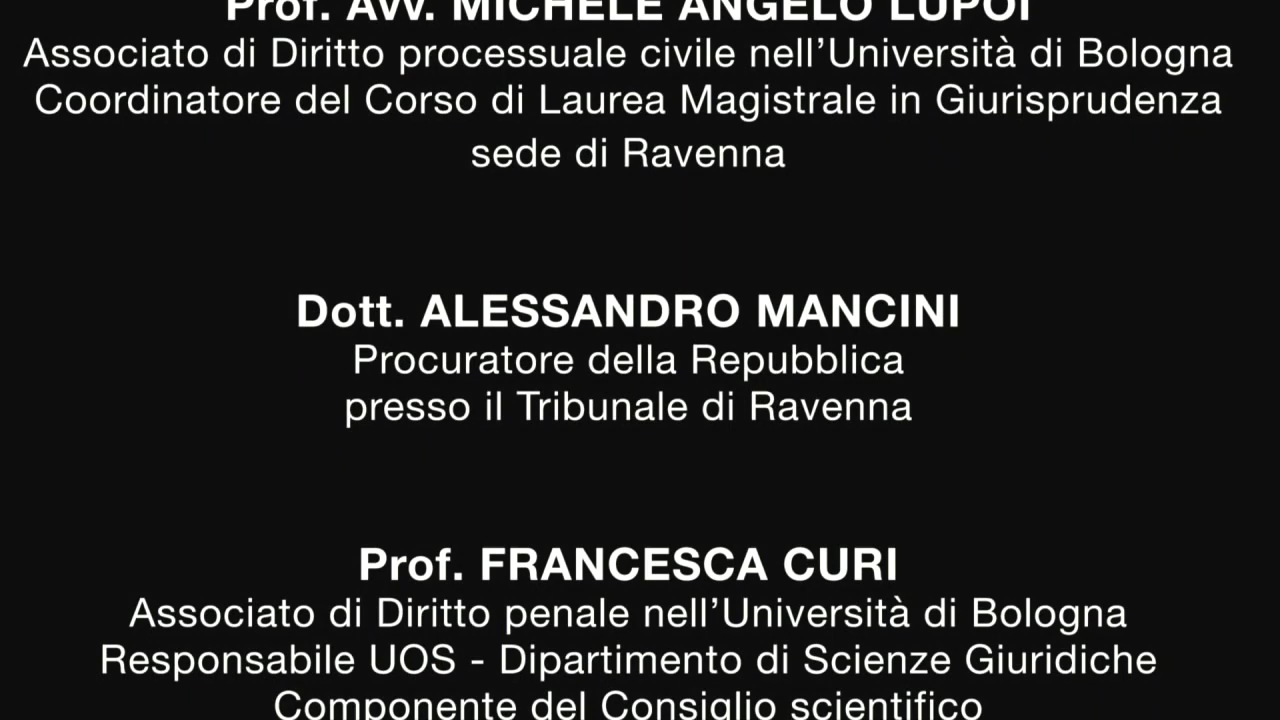 Prof. Avv. MICHELE ANGELO LUPOI
Associato di Diritto processuale civile nell’Università di Bologna
Coordinatore del Corso di Laurea Magistrale in Giurisprudenza
sede di Ravenna
Dott. ALESSANDRO MANCINI
Procuratore della Repubblica
presso il Tribunale di Ravenna
Prof. FRANCESCA CURI
Associato di Diritto penale nell’Università di Bologna
Responsabile UOS - Dipartimento di Scienze Giuridiche
Componente del Consiglio scientifico